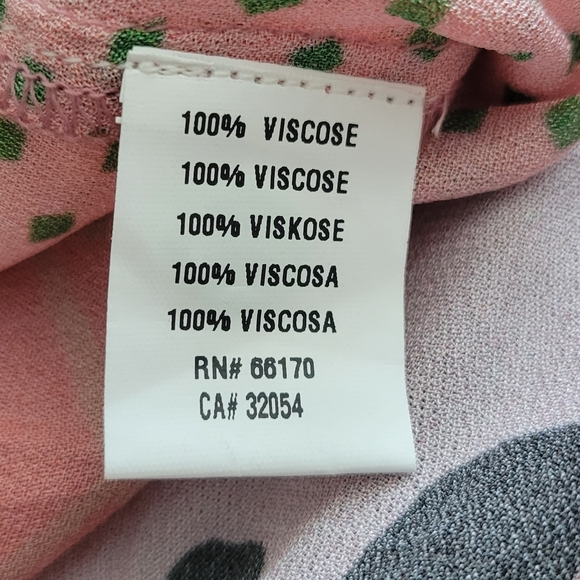 100% VISCOSE
100% VISCOSE
100% VISKOSE
100% VISCOSA
100% VISCOSA
RN# 66170
CA# 32054